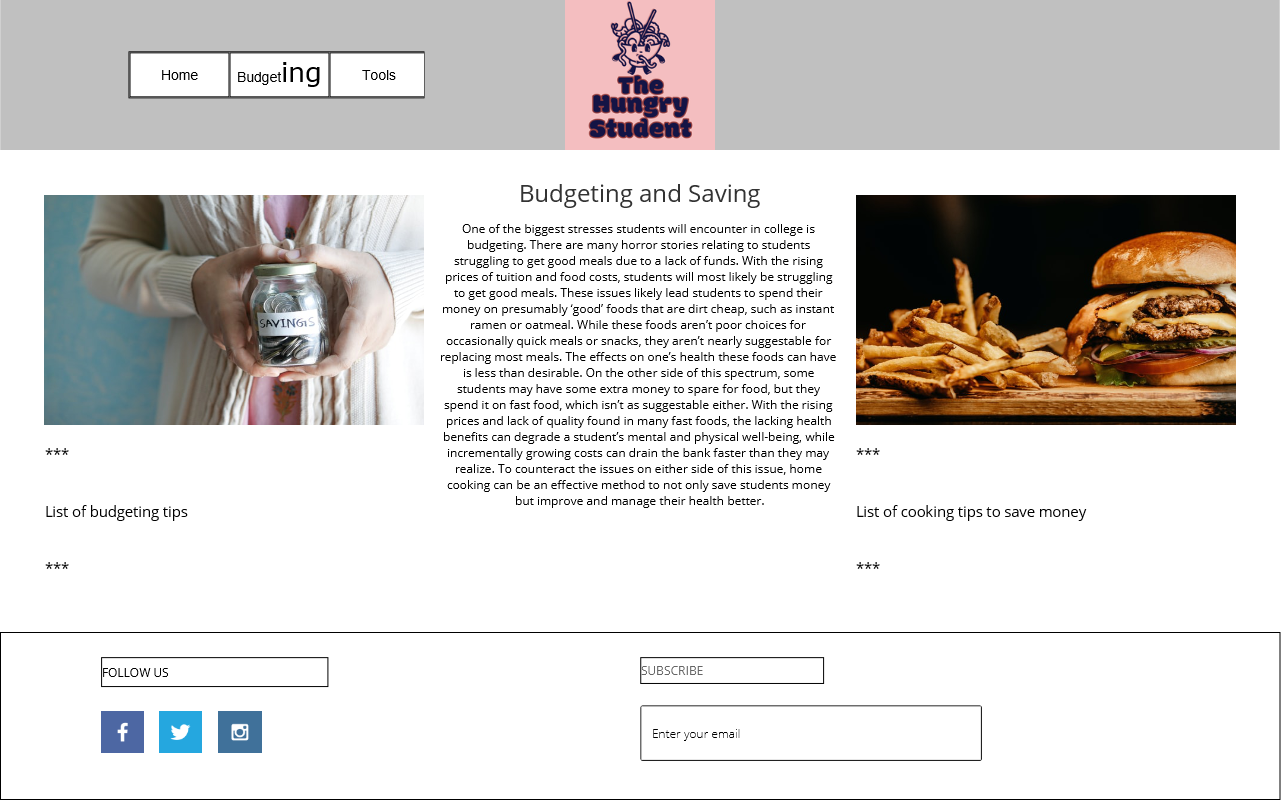 Home Budgeting Tools
The
Hungry
Student
Budgeting and Saving
One of the biggest stresses students will encounter in college is
budgeting. There are many horror stories relating to students
struggling to get good meals due to a lack of funds. With the rising
prices of tuition and food costs, students will most likely be struggling
to get good meals. These issues likely lead students to spend their
money on presumably ‘good’ foods that are dirt cheap, such as instant
ramen or oatmeal. While these foods aren’t poor choices for
occasionally quick meals or snacks, they aren’t nearly suggestable for
replacing most meals. The effects on one’s health these foods can have
is less than desirable. On the other side of this spectrum, some
students may have some extra money to spare for food, but they
spend it on fast food, which isn’t as suggestable either. With the rising
prices and lack of quality found in many fast foods, the lacking health
benefits can degrade a student’s mental and physical well-being, while
incrementally growing costs can drain the bank faster than they may
realize. To counteract the issues on either side of this issue, home
cooking can be an effective method to not only save students money
but improve and manage their health better.
SAVINGS
***
List of budgeting tips
***
***
List of cooking tips to save money
***
FOLLOW US
SUBSCRIBE
Enter your email